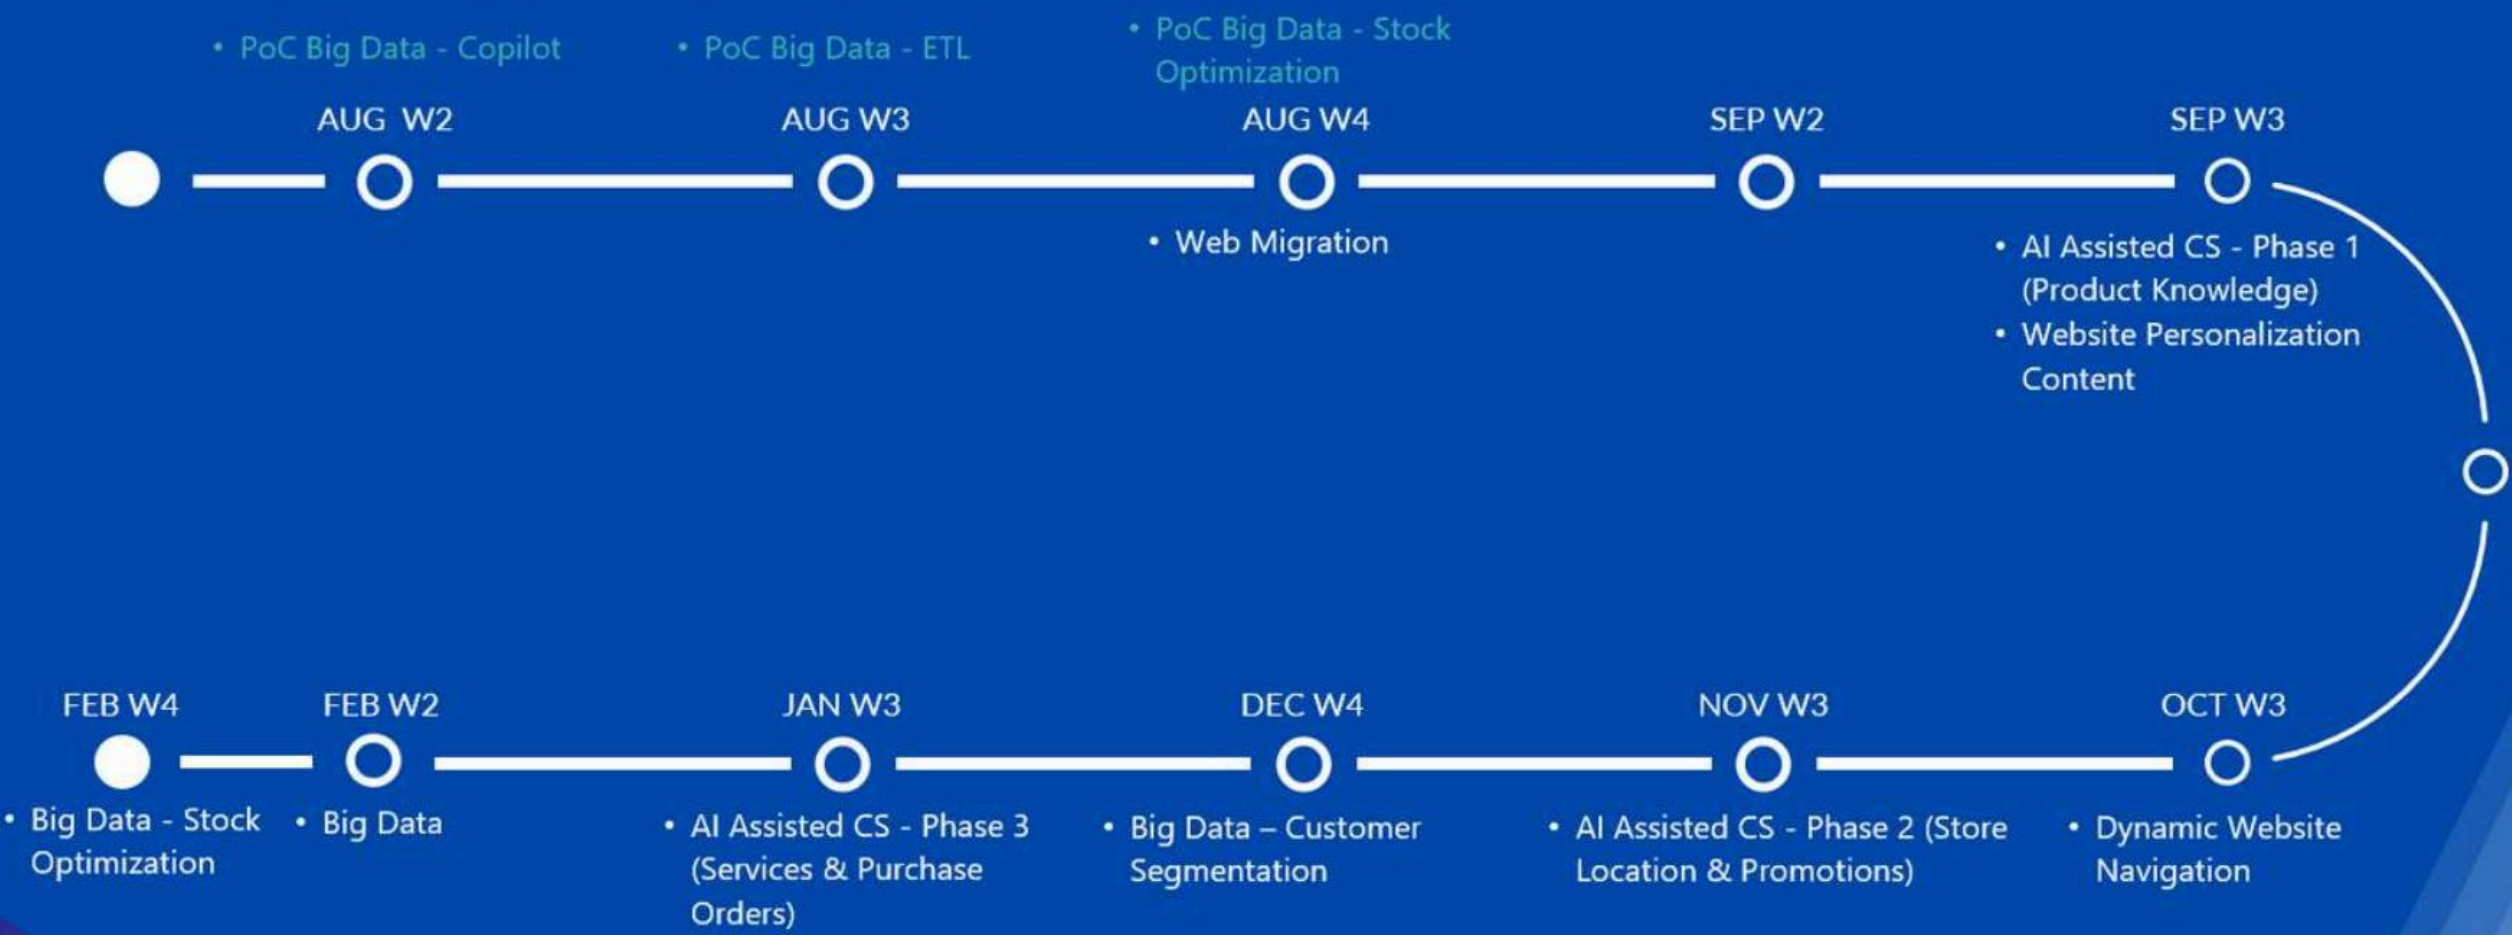 • PoC Big Data - Copilot
• PoC Big Data - ETL
• PoC Big Data - Stock
Optimization
AUG W2
AUG W3
AUG W4
SEP W2
SEP W3
• Web Migration
• AI Assisted CS - Phase 1
(Product Knowledge)
• Website Personalization
Content
FEB W4
FEB W2
JAN W3
DEC W4
NOV W3
OCT W3
• Big Data - Stock
Optimization
• Big Data
• AI Assisted CS - Phase 3
(Services & Purchase
Orders)
• Big Data – Customer
Segmentation
• AI Assisted CS - Phase 2 (Store
Location & Promotions)
• Dynamic Website
Navigation